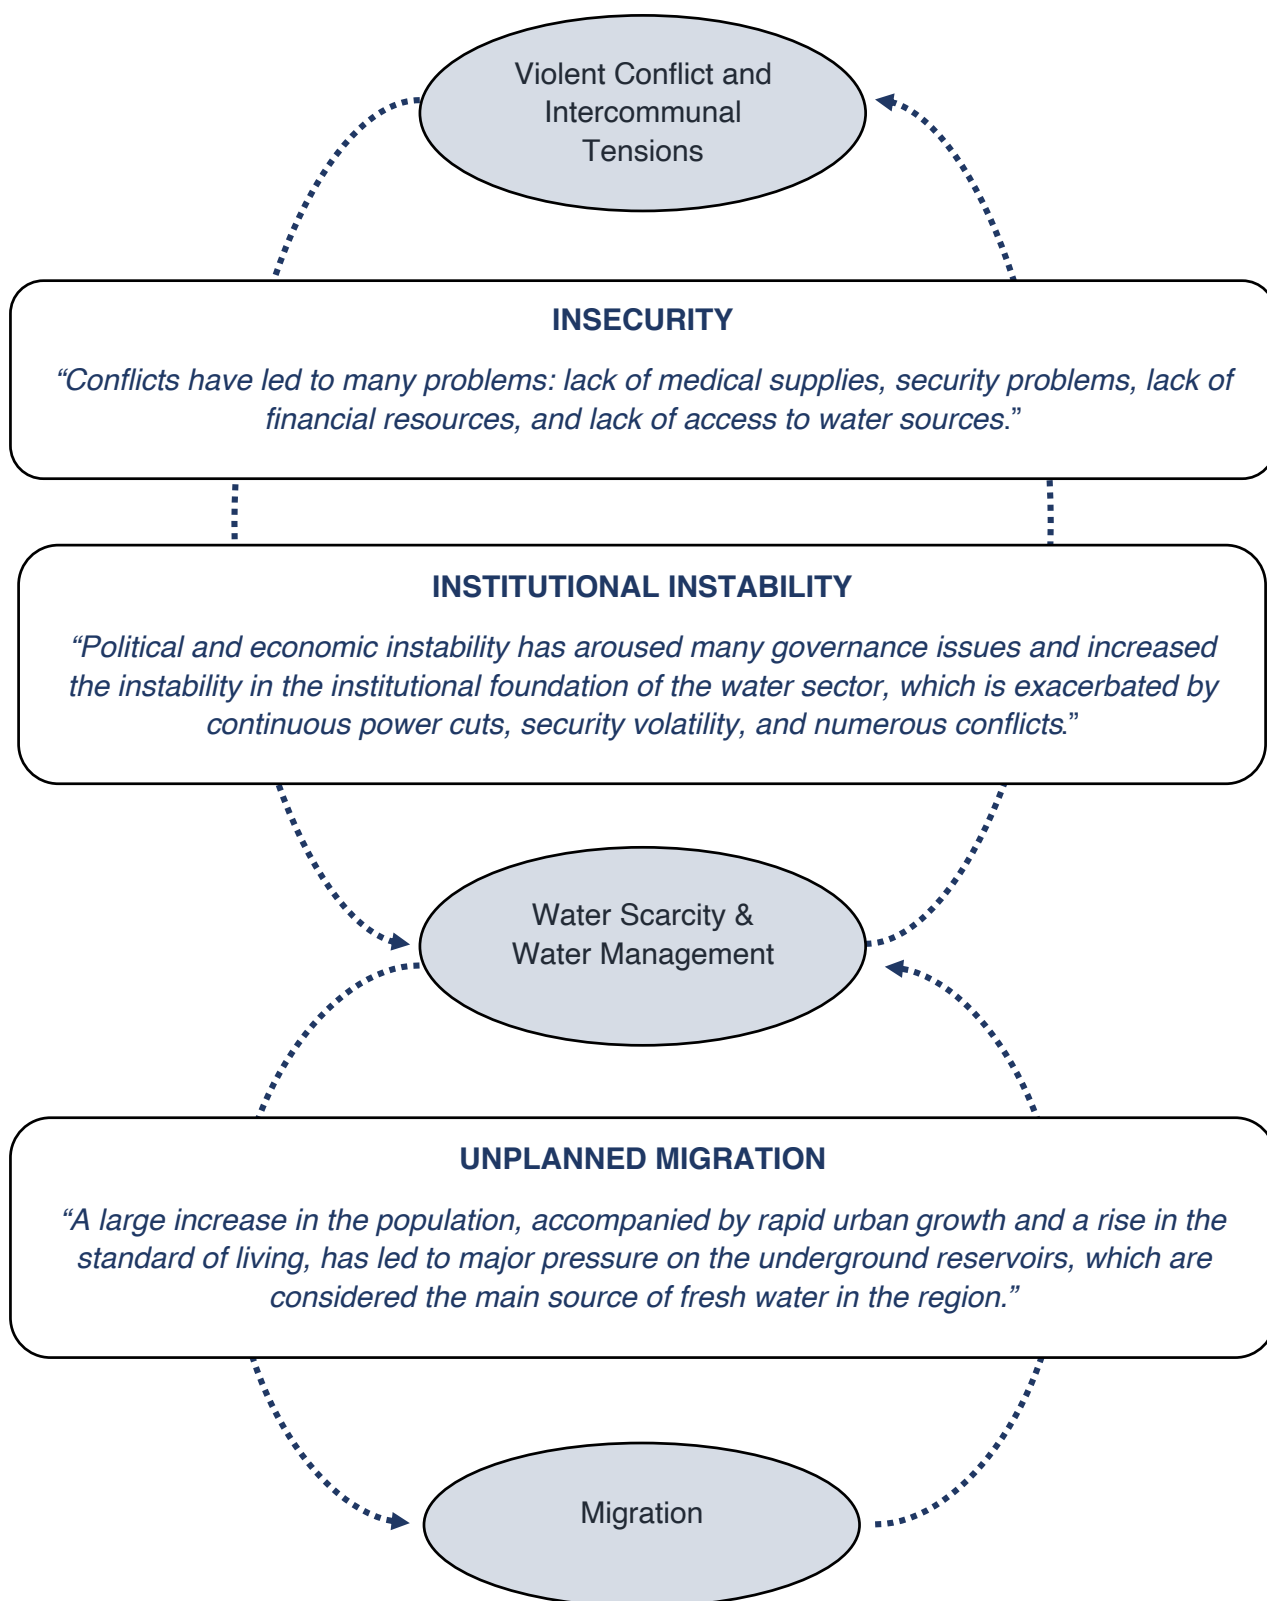 Violent Conflict and
Intercommunal
Tensions
INSECURITY
“Conflicts have led to many problems: lack of medical supplies, security problems, lack of
financial resources, and lack of access to water sources.”
INSTITUTIONAL INSTABILITY
“Political and economic instability has aroused many governance issues and increased
the instability in the institutional foundation of the water sector, which is exacerbated by
continuous power cuts, security volatility, and numerous conflicts.”
Water Scarcity &
Water Management
UNPLANNED MIGRATION
“A large increase in the population, accompanied by rapid urban growth and a rise in the
standard of living, has led to major pressure on the underground reservoirs, which are
considered the main source of fresh water in the region.”
Migration